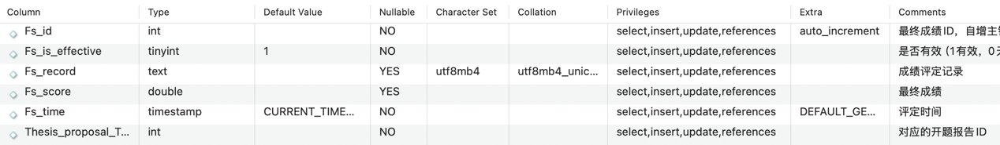 Column Type Default Value Nullable Character Set Collation Privileges Extra Comments
Fs_id int NO select,insert,update,references auto_increment 最终成绩ID，自增主
Fs_is_effective tinyint 1 NO select,insert,update,references 是否有效 (1有效，0
Fs_record text YES utf8mb4 utf8mb4_unic... select,insert,update,references 成绩评定记录
Fs_score double YES select,insert,update,references 最终成绩
Fs_time timestamp CURRENT_TIME... NO select,insert,update,references DEFAULT_GE... 评定时间
Thesis_proposal_T... int NO select,insert,update,references 对应的开题报告ID